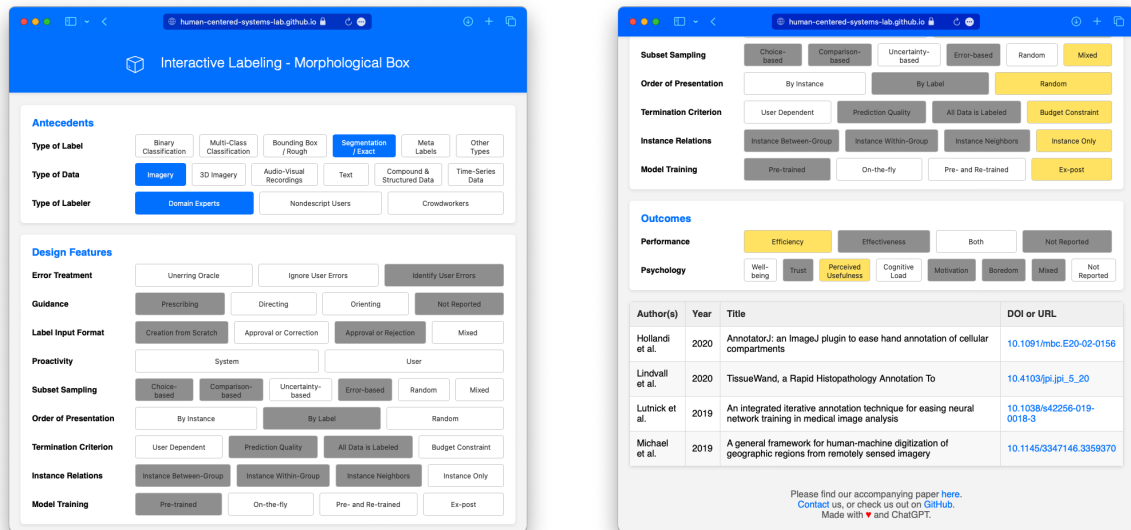 human-centered-systems-lab.github.io
Interactive Labeling - Morphological Box
Antecedents
Type of Label
Binary Classification
Multi-Class Classification
Bounding Box / Rough
Segmentation / Exact
Meta Labels
Other Types
Type of Data
Imagery
3D Imagery
Audio-Visual Recordings
Text
Compound & Structured Data
Time-Series Data
Type of Labeler
Domain Experts
Nondescript Users
Crowdworkers
Design Features
Error Treatment
Unerring Oracle
Ignore User Errors
Identify User Errors
Guidance
Prescribing
Directing
Orienting
Not Reported
Label Input Format
Creation from Scratch
Approval or Correction
Approval or Rejection
Mixed
Proactivity
System
User
Subset Sampling
Choice-based
Comparison-based
Uncertainty-based
Error-based
Random
Mixed
Order of Presentation
By Instance
By Label
Random
Termination Criterion
User Dependent
Prediction Quality
All Data is Labeled
Budget Constraint
Instance Relations
Instance Between-Group
Instance Within-Group
Instance Neighbors
Instance Only
Model Training
Pre-trained
On-the-fly
Pre- and Re-trained
Ex-post
human-centered-systems-lab.github.io
Subset Sampling
Choice-based
Comparison-based
Uncertainty-based
Error-based
Random
Mixed
Order of Presentation
By Instance
By Label
Random
Termination Criterion
User Dependent
Prediction Quality
All Data is Labeled
Budget Constraint
Instance Relations
Instance Between-Group
Instance Within-Group
Instance Neighbors
Instance Only
Model Training
Pre-trained
On-the-fly
Pre- and Re-trained
Ex-post
Outcomes
Performance
Efficiency
Effectiveness
Both
Not Reported
Psychology
Well-being
Trust
Perceived Usefulness
Cognitive Load
Motivation
Boredom
Mixed
Not Reported
Author(s) Year Title DOI or URL
Hollandi et al. 2020 AnnotatorJ: an ImageJ plugin to ease hand annotation of cellular compartments 10.1091/mbc.E20-02-0156
Lindvall et al. 2020 TissueWand, a Rapid Histopathology Annotation To 10.4103/jpi.jpi_5_20
Lutnick et al. 2019 An integrated iterative annotation technique for easing neural network training in medical image analysis 10.1038/s42256-019-0018-3
Michael et al. 2019 A general framework for human-machine digitization of geographic regions from remotely sensed imagery 10.1145/3347146.3359370
Please find our accompanying paper here.
Contact us, or check us out on GitHub.
Made with ♥ and ChatGPT.